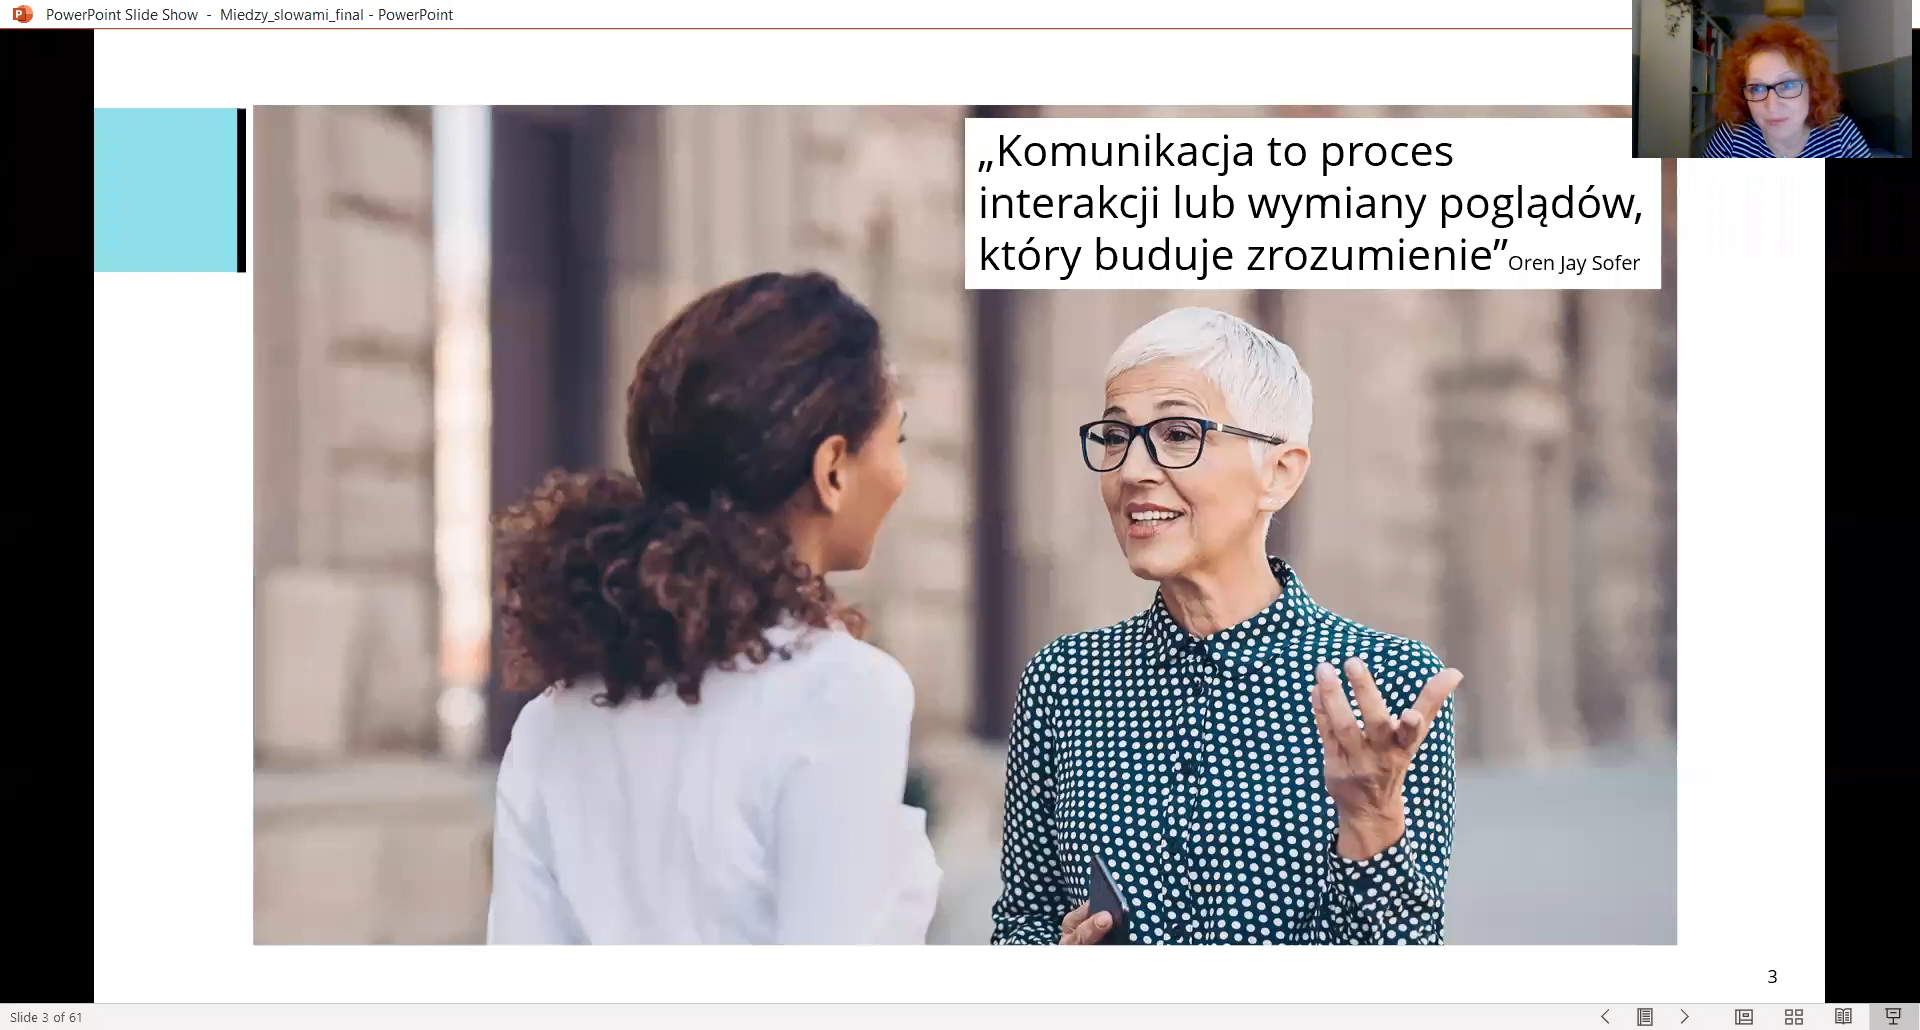 PowerPoint Slide Show - Miedzy_slowami_final - PowerPoint
„Komunikacja to proces
interakcji lub wymiany poglądów,
który buduje zrozumienie” Oren Jay Sofer
3
Slide 3 of 61